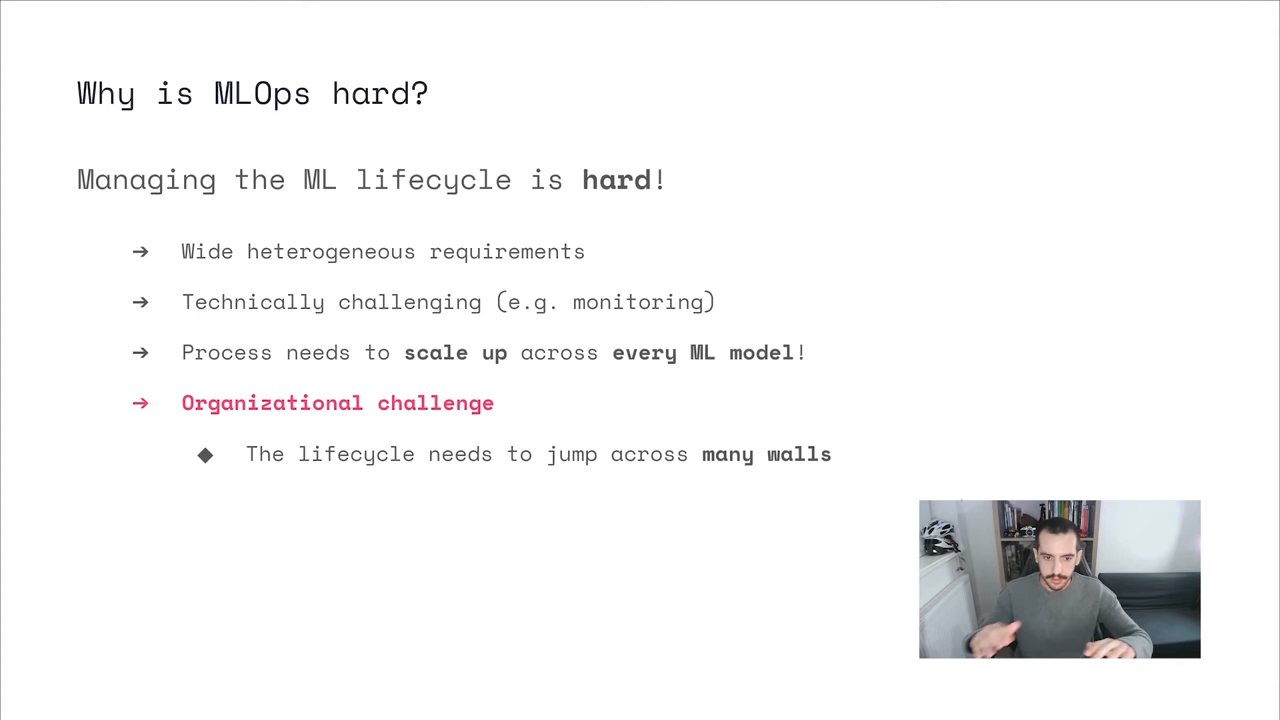 Why is MLOps hard?
Managing the ML lifecycle is hard!
➔ Wide heterogeneous requirements
➔ Technically challenging (e.g. monitoring)
➔ Process needs to scale up across every ML model!
➔ Organizational challenge
◆ The lifecycle needs to jump across many walls